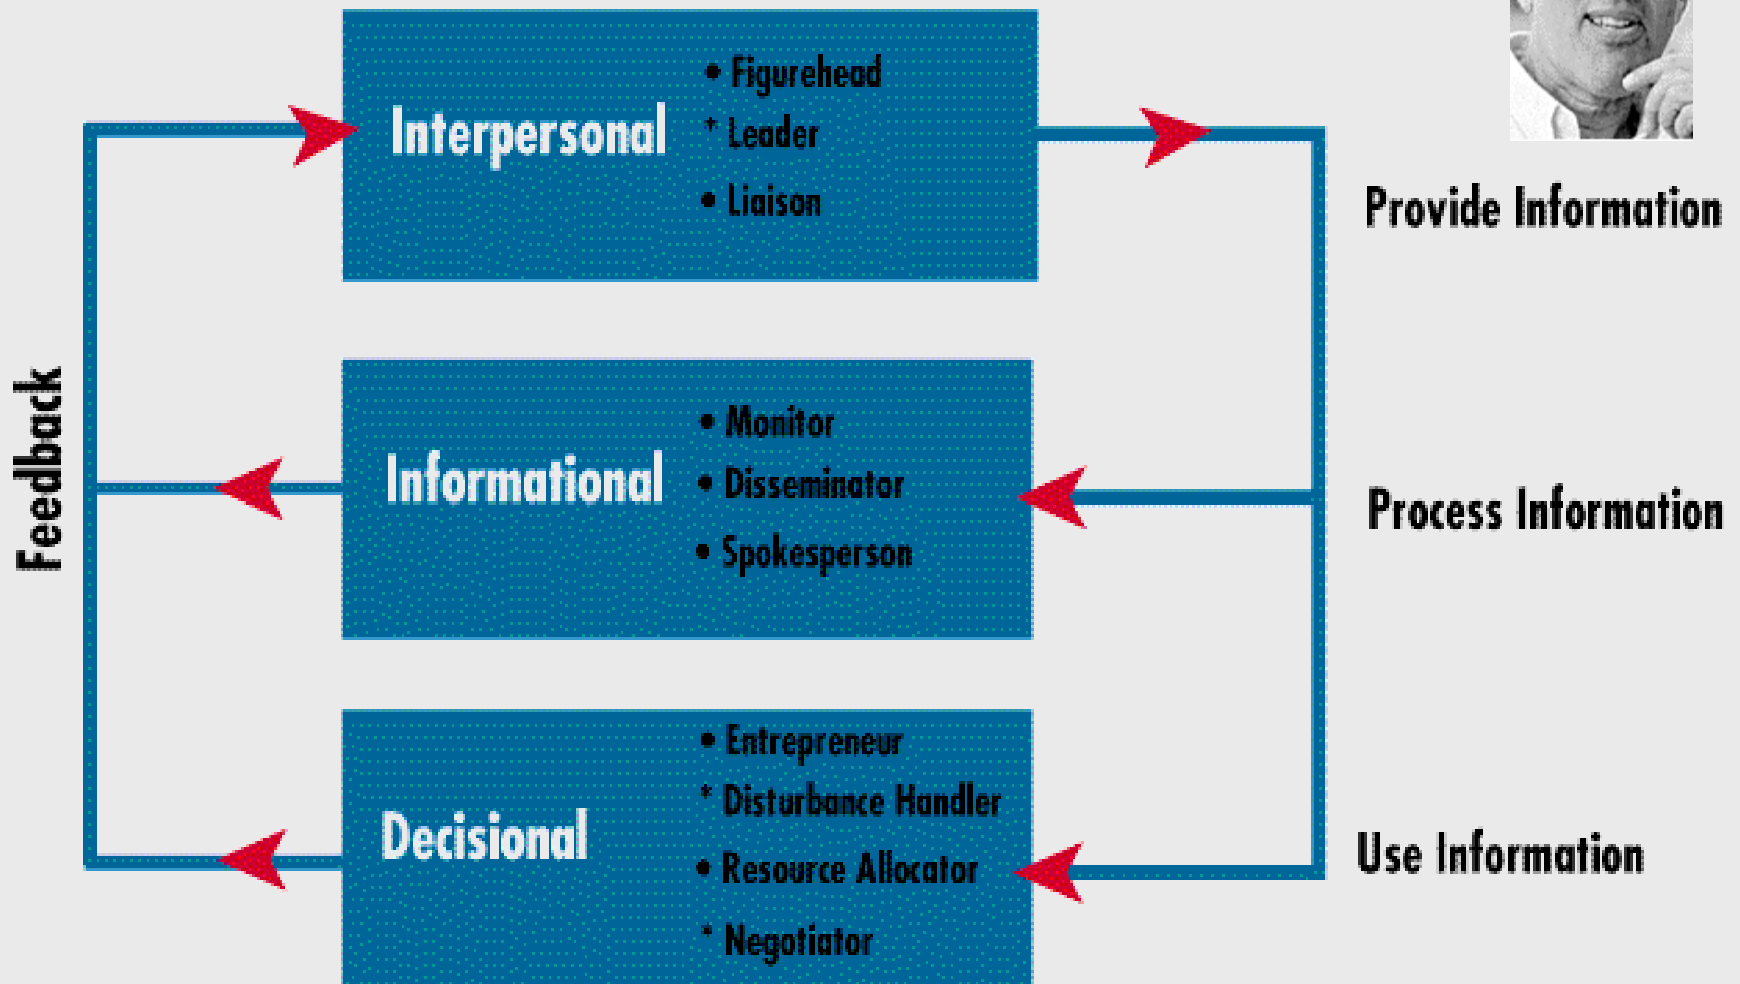 • Figurehead
Interpersonal
* Leader
• Liaison
Provide Information
Feedback
• Monitor
Informational
• Disseminator
• Spokesperson
Process Information
• Entrepreneur
* Disturbance Handler
Decisional
• Resource Allocator
* Negotiator
Use Information